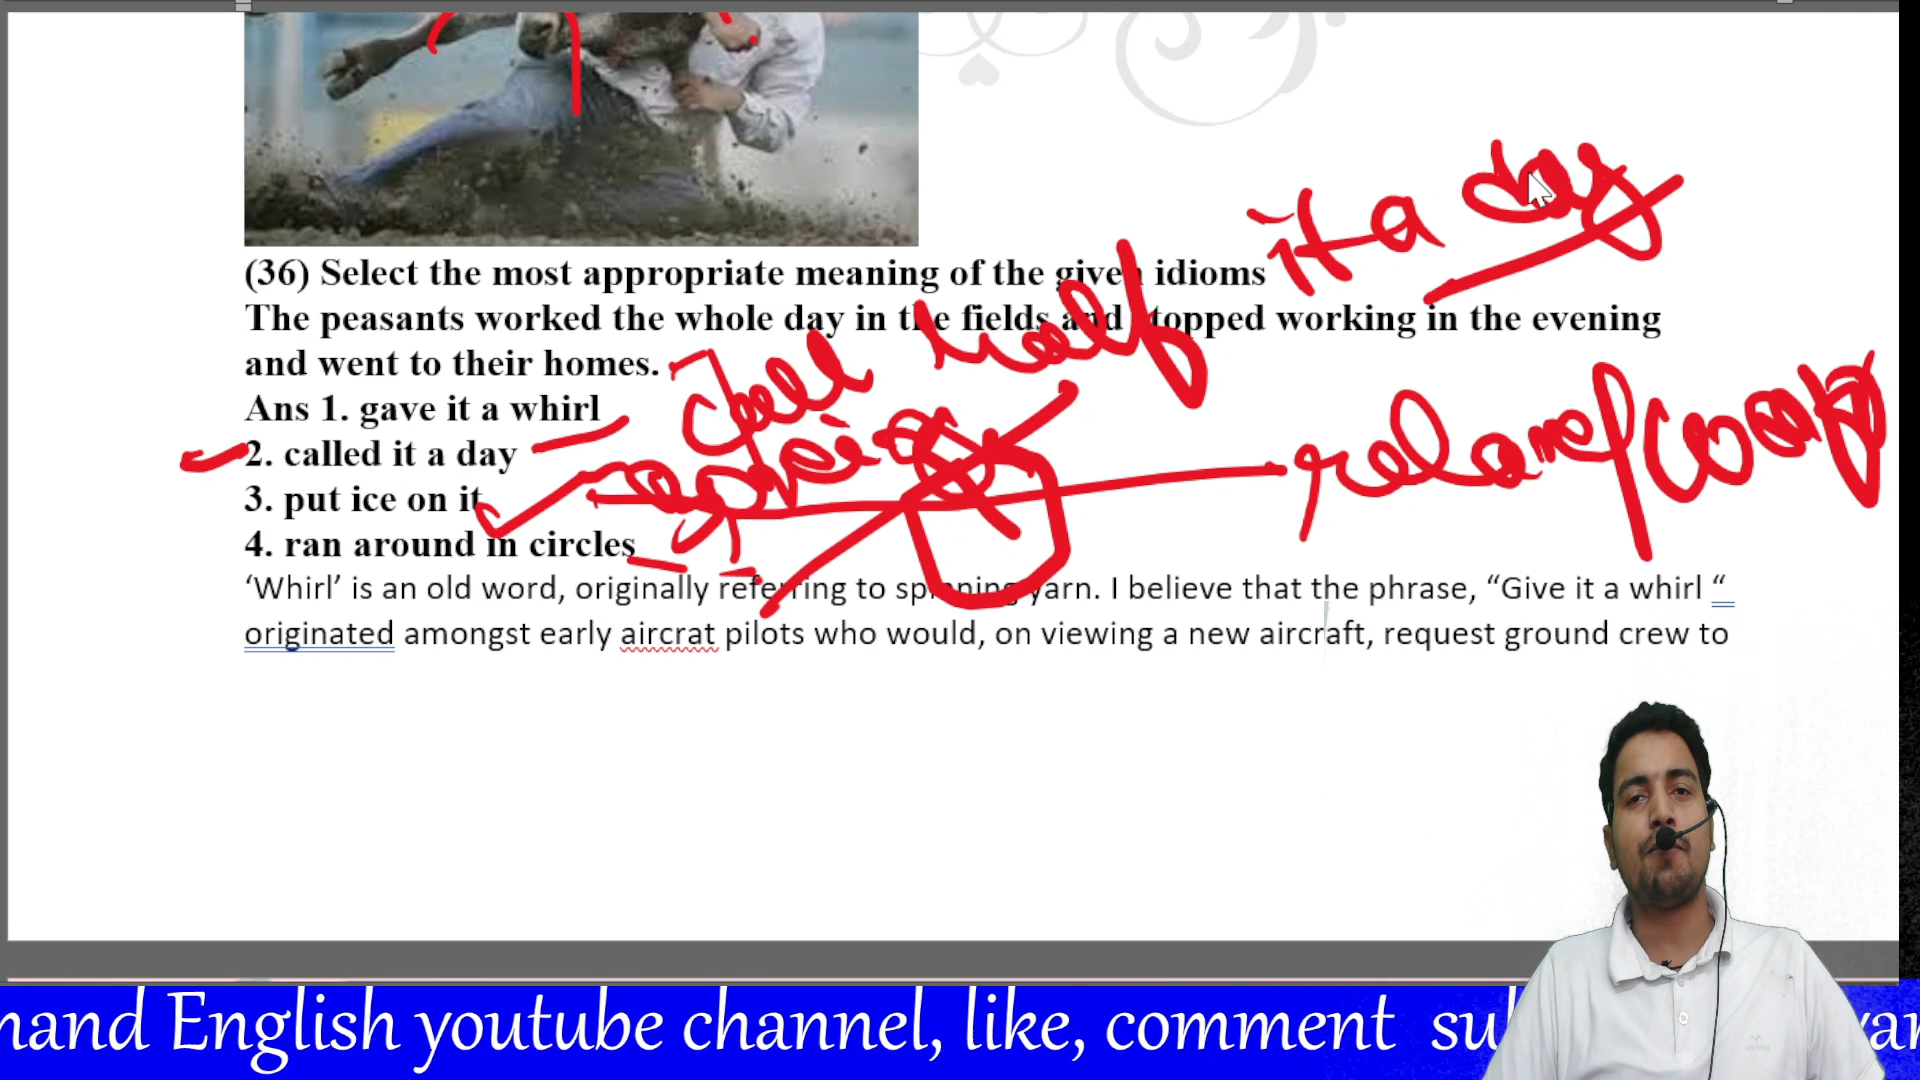 (36) Select the most appropriate meaning of the given idioms
The peasants worked the whole day in the fields and stopped working in the evening
and went to their homes.
Ans 1. gave it a whirl
2. called it a day
3. put ice on it
4. ran around in circles
‘Whirl’ is an old word, originally referring to spinning yarn. I believe that the phrase, “Give it a whirl “
originated amongst early aircrat pilots who would, on viewing a new aircraft, request ground crew to
call half it a day
English youtube channel, like, comment